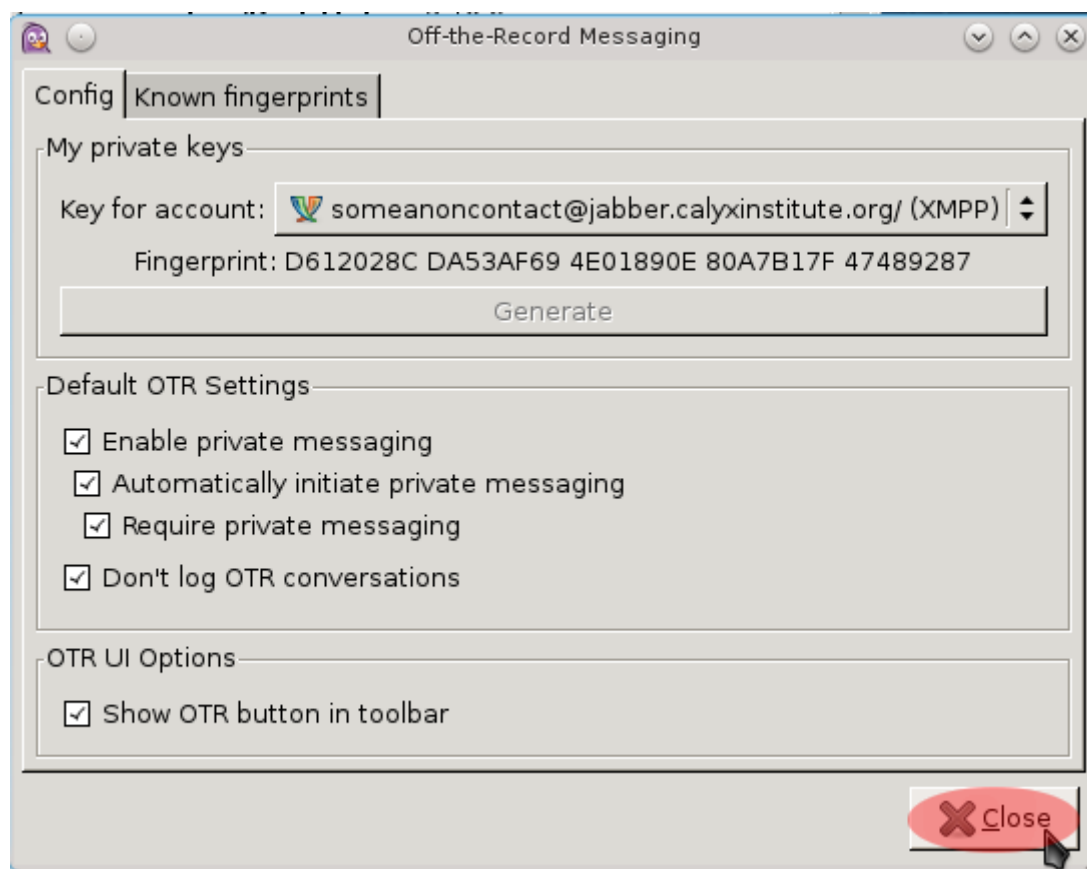 Off-the-Record Messaging
Config Known fingerprints
My private keys
Key for account: someanoncontact@jabber.calyxinstitute.org/ (XMPP)
Fingerprint: D612028C DA53AF69 4E01890E 80A7B17F 47489287
Generate
Default OTR Settings
Enable private messaging
Automatically initiate private messaging
Require private messaging
Don't log OTR conversations
OTR UI Options
Show OTR button in toolbar
Close